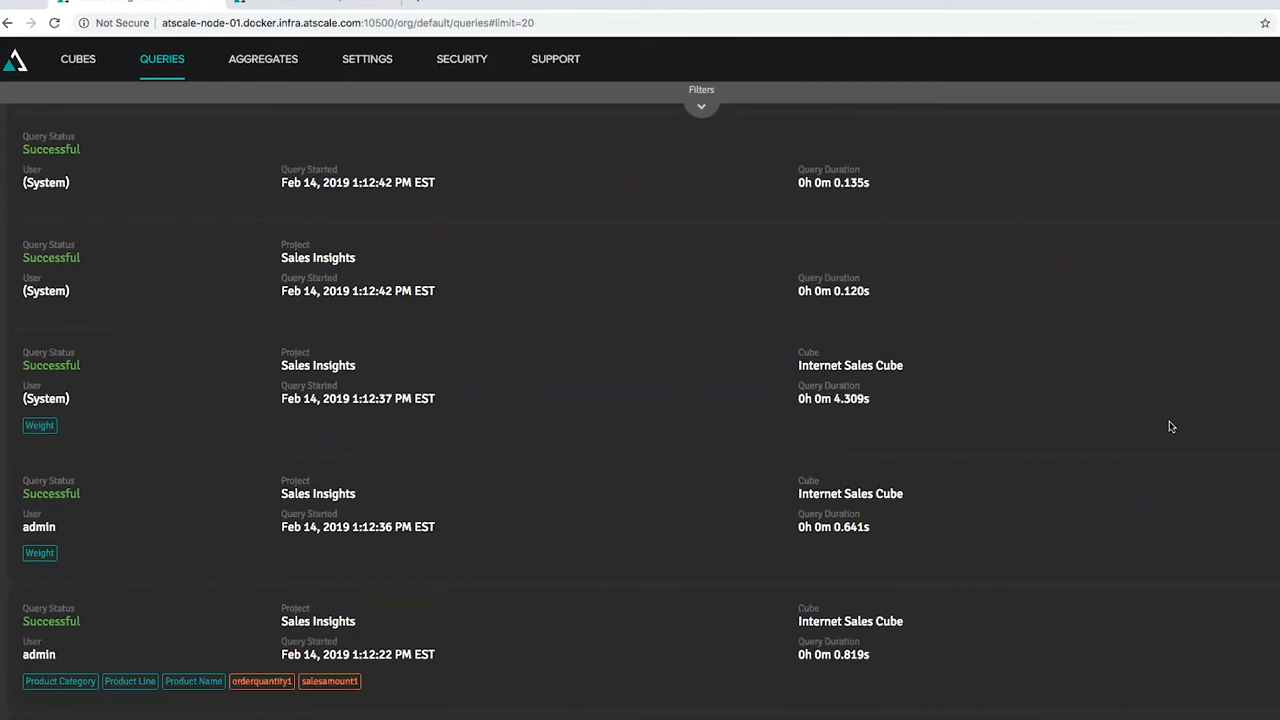 Not Secure atscale-node-01.docker.infra.atscale.com:10500/org/default/queries#limit=20
CUBES QUERIES AGGREGATES SETTINGS SECURITY SUPPORT
Filters
Query Status
Successful
User Query Started Query Duration
(System) Feb 14, 2019 1:12:42 PM EST 0h 0m 0.135s
Query Status Project
Successful Sales Insights
User Query Started Query Duration
(System) Feb 14, 2019 1:12:42 PM EST 0h 0m 0.120s
Query Status Project Cube
Successful Sales Insights Internet Sales Cube
User Query Started Query Duration
(System) Feb 14, 2019 1:12:37 PM EST 0h 0m 4.309s
Weight
Query Status Project Cube
Successful Sales Insights Internet Sales Cube
User Query Started Query Duration
admin Feb 14, 2019 1:12:36 PM EST 0h 0m 0.641s
Weight
Query Status Project Cube
Successful Sales Insights Internet Sales Cube
User Query Started Query Duration
admin Feb 14, 2019 1:12:22 PM EST 0h 0m 0.819s
Product Category Product Line Product Name orderquantity1 salesamount1